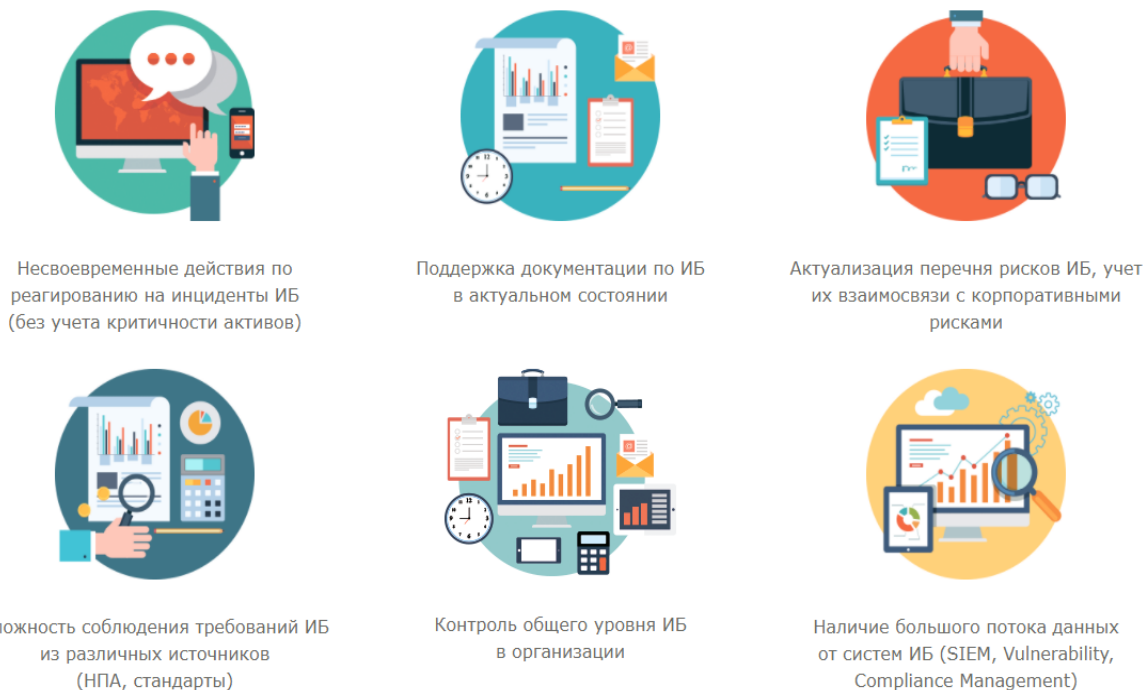 Несвоевременные действия по
реагированию на инциденты ИБ
(без учета критичности активов)
Поддержка документации по ИБ
в актуальном состоянии
Актуализация перечня рисков ИБ, учет
их взаимосвязи с корпоративными
рисками
соблюдения требований ИБ
из различных источников
(НПА, стандарты)
Контроль общего уровня ИБ
в организации
Наличие большого потока данных
от систем ИБ (SIEM, Vulnerability,
Compliance Management)